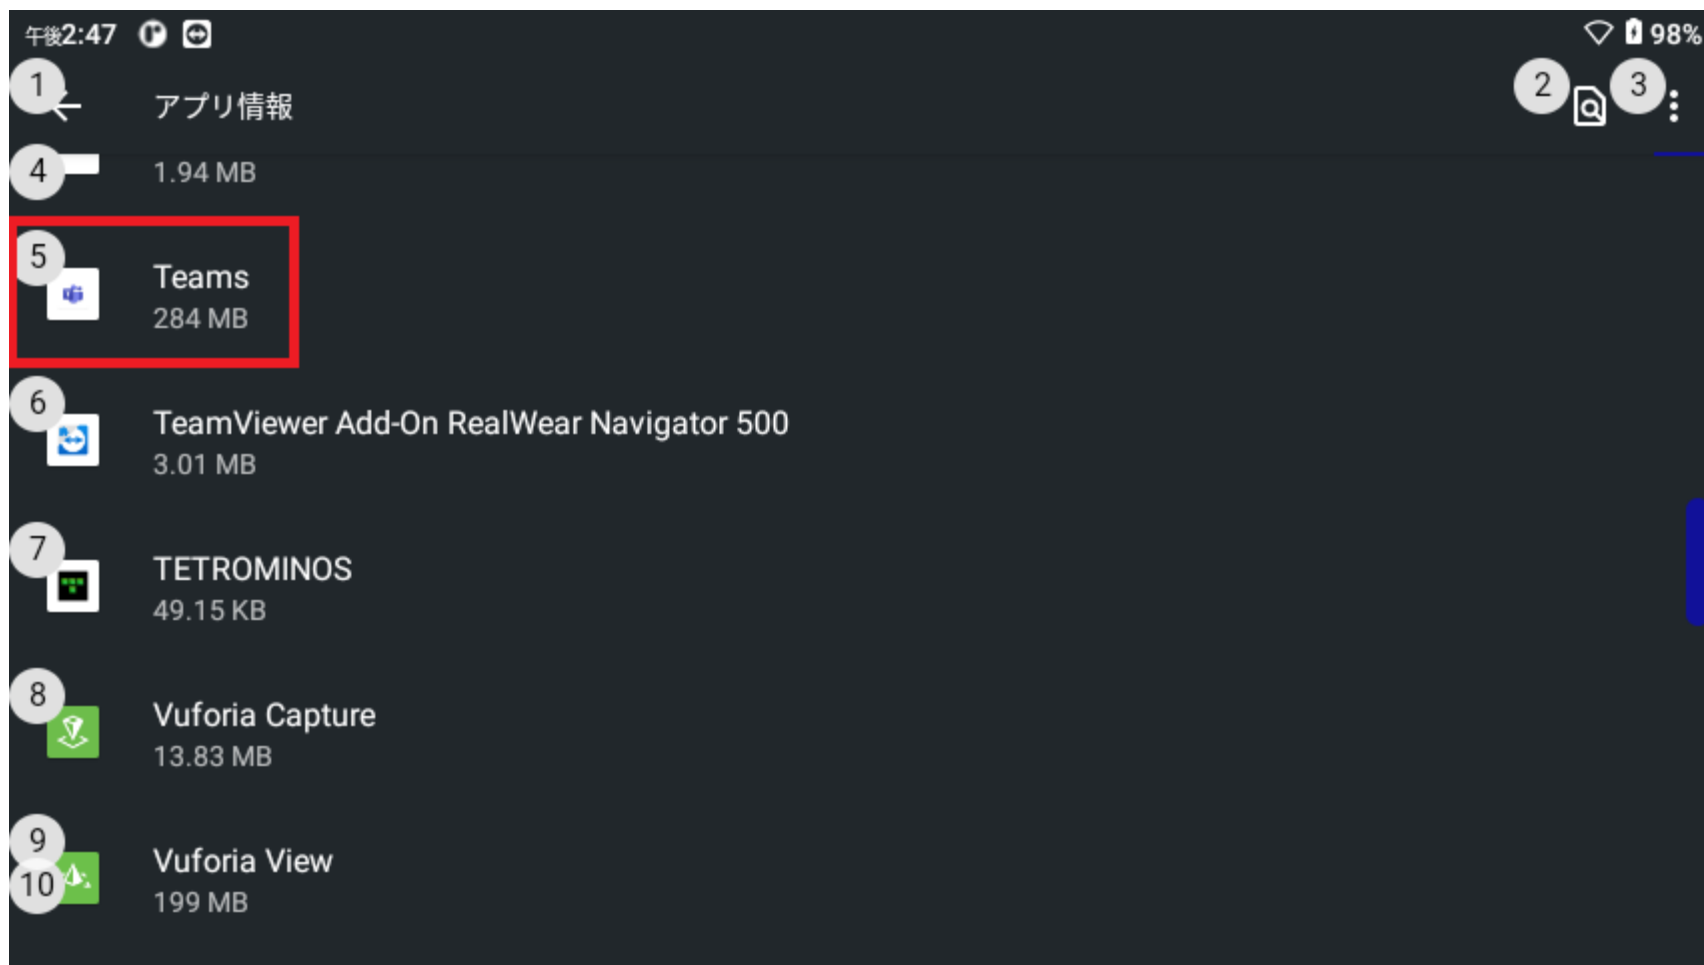 午後2:47
98%
1
アプリ情報
2
3
4
1.94 MB
5
Teams
284 MB
6
TeamViewer Add-On RealWear Navigator 500
3.01 MB
7
TETROMINOS
49.15 KB
8
Vuforia Capture
13.83 MB
9
Vuforia View
10
199 MB